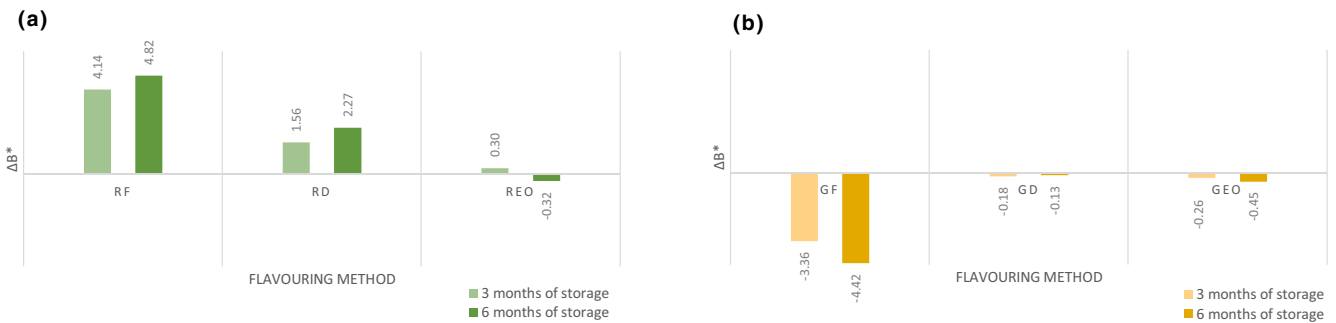 (a)
4.14
4.82
1.56
2.27
0.30
-0.32
ΔB*
RF
RD
REO
FLAVOURING METHOD
3 months of storage
6 months of storage
(b)
ΔB*
GF
GD
GEO
-3.36
-4.42
-0.18
-0.13
-0.26
-0.45
FLAVOURING METHOD
3 months of storage
6 months of storage